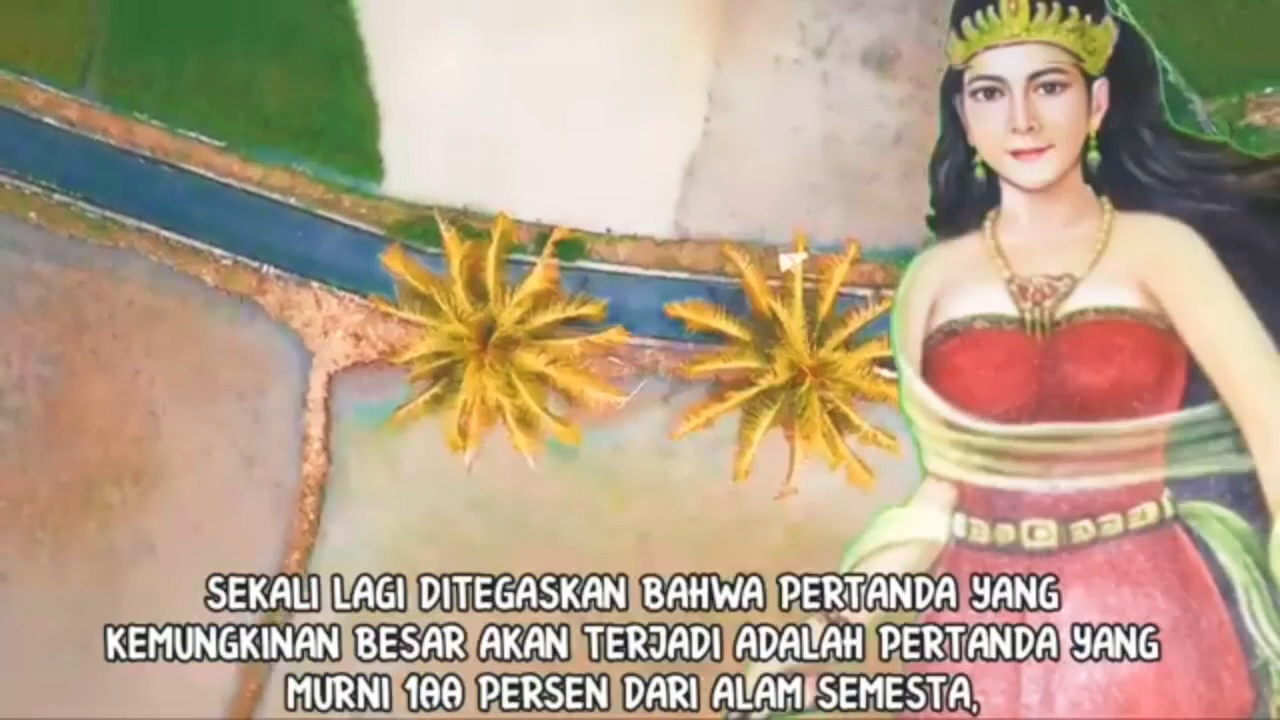 SEKALI LAGI DITEGASKAN BAHWA PERTANDA YANG
KEMUNGKINAN BESAR AKAN TERJADI ADALAH PERTANDA YANG
MURNI 100 PERSEN DARI ALAM SEMESTA,